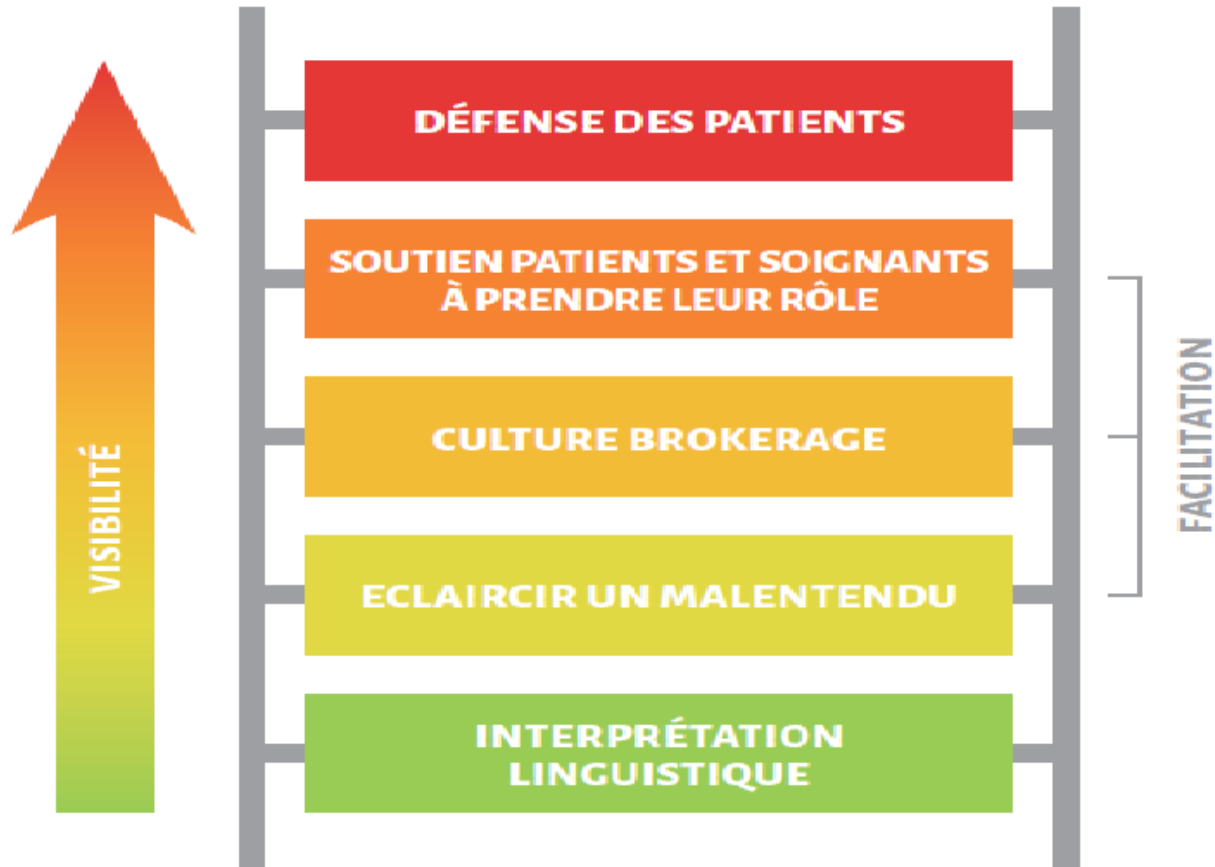 DÉFENSE DES PATIENTS
SOUTIEN PATIENTS ET SOIGNANTS
À PRENDRE LEUR RÔLE
CULTURE BROKERAGE
ECLAIRCIR UN MALENTENDU
INTERPRÉTATION
LINGUISTIQUE
VISIBILITÉ
FACILITATION